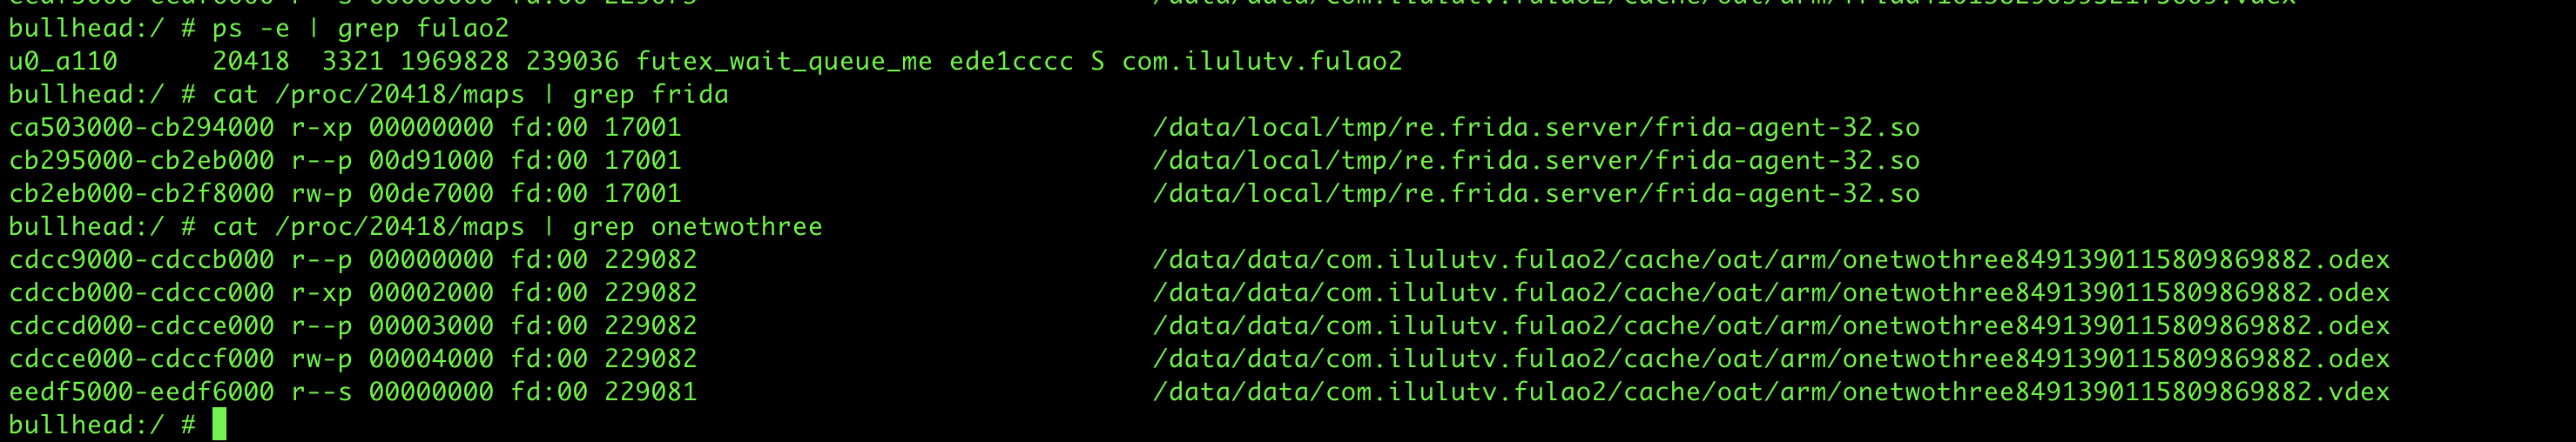 bullhead:/ # ps -e | grep fulao2
u0_a110      20418  3321 1969828 239036 futex_wait_queue_me ede1cccc S com.ilulutv.fulao2
bullhead:/ # cat /proc/20418/maps | grep frida
ca503000-cb294000 r-xp 00000000 fd:00 17001                             /data/local/tmp/re.frida.server/frida-agent-32.so
cb295000-cb2eb000 r--p 00d91000 fd:00 17001                             /data/local/tmp/re.frida.server/frida-agent-32.so
cb2eb000-cb2f8000 rw-p 00de7000 fd:00 17001                             /data/local/tmp/re.frida.server/frida-agent-32.so
bullhead:/ # cat /proc/20418/maps | grep onetwothree
cdcc9000-cdccb000 r--p 00000000 fd:00 229082                            /data/data/com.ilulutv.fulao2/cache/oat/arm/onetwothree8491390115809869882.odex
cdccb000-cdccc000 r-xp 00002000 fd:00 229082                            /data/data/com.ilulutv.fulao2/cache/oat/arm/onetwothree8491390115809869882.odex
cdccd000-cdcce000 r--p 00003000 fd:00 229082                            /data/data/com.ilulutv.fulao2/cache/oat/arm/onetwothree8491390115809869882.odex
cdcce000-cdccf000 rw-p 00004000 fd:00 229082                            /data/data/com.ilulutv.fulao2/cache/oat/arm/onetwothree8491390115809869882.odex
eedf5000-eedf6000 r--s 00000000 fd:00 229081                            /data/data/com.ilulutv.fulao2/cache/oat/arm/onetwothree8491390115809869882.vdex
bullhead:/ #